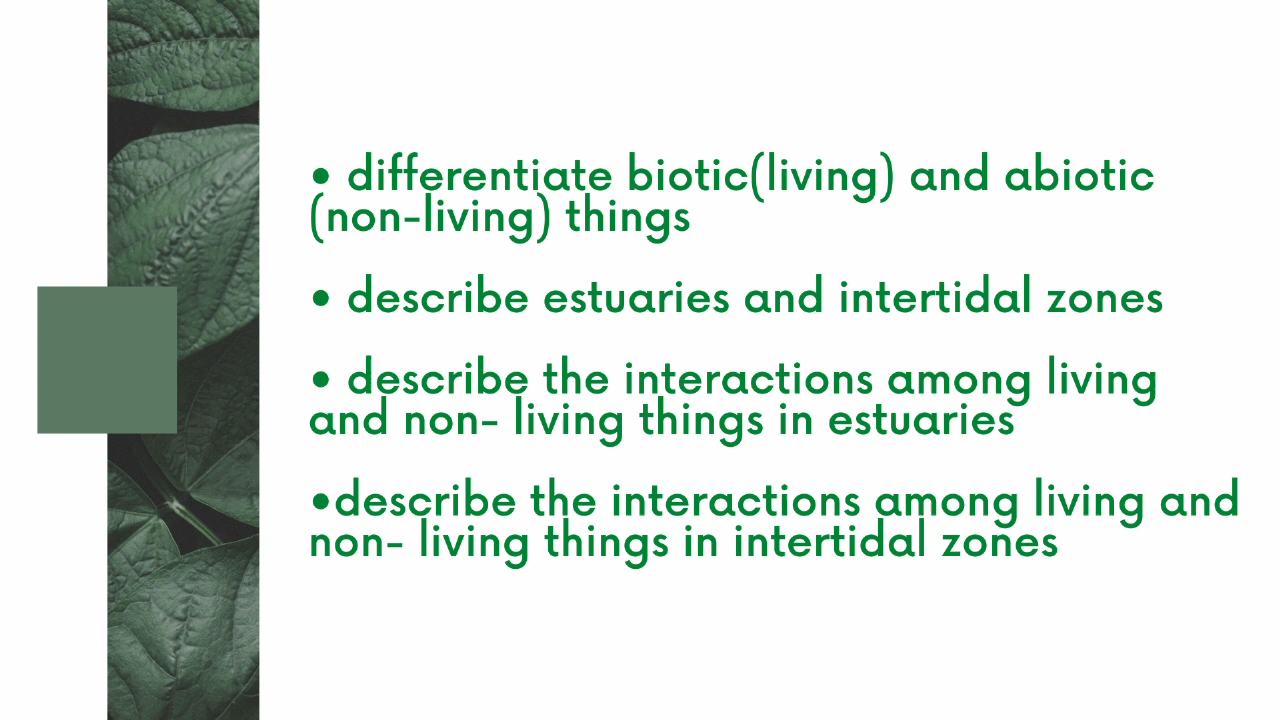 • differentiate biotic(living) and abiotic
(non-living) things
• describe estuaries and intertidal zones
• describe the interactions among living
and non- living things in estuaries
•describe the interactions among living and
non- living things in intertidal zones